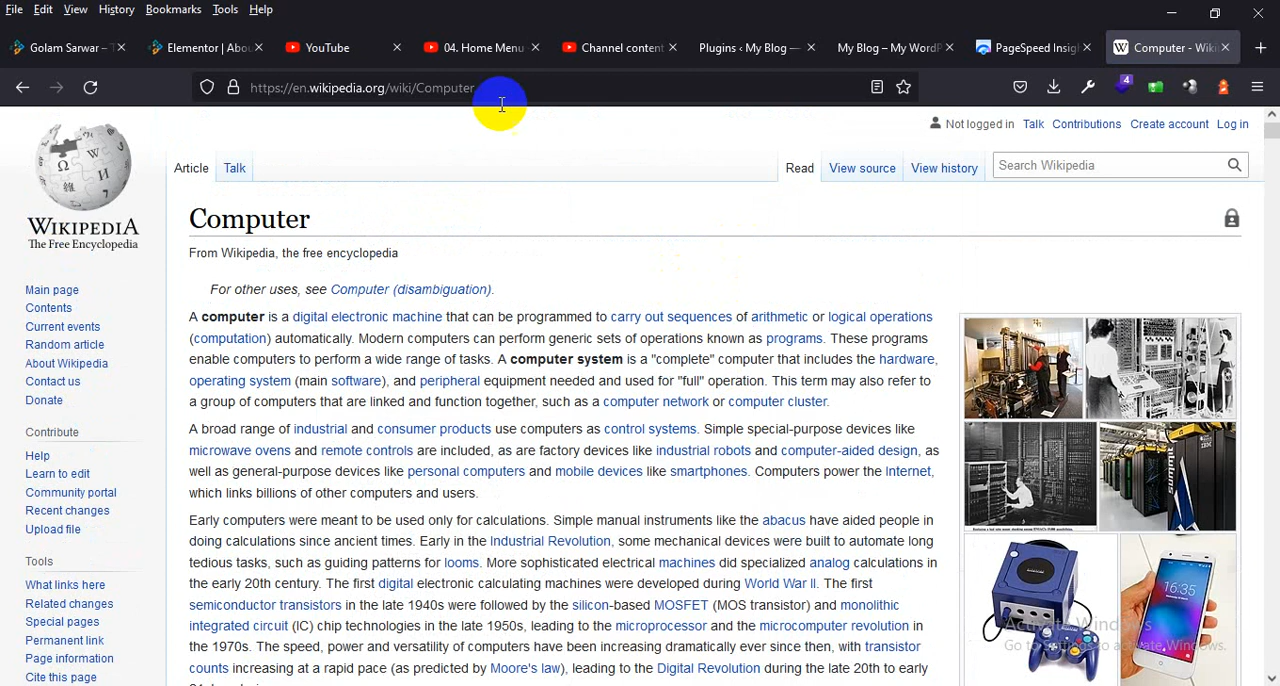 File Edit View History Bookmarks Tools Help
Golam Sarwar – T
Elementor | Abou
YouTube
04. Home Menu
Channel content
Plugins ‹ My Blog —
My Blog – My WordP
PageSpeed Insigh
Computer - Wiki
https://en.wikipedia.org/wiki/Computer
4
Not logged in Talk Contributions Create account Log in
Article Talk
Read View source View history
Search Wikipedia
WIKIPEDIA
The Free Encyclopedia
Main page
Contents
Current events
Random article
About Wikipedia
Contact us
Donate
Contribute
Help
Learn to edit
Community portal
Recent changes
Upload file
Tools
What links here
Related changes
Special pages
Permanent link
Page information
Cite this page
Computer
From Wikipedia, the free encyclopedia
For other uses, see Computer (disambiguation).
A computer is a digital electronic machine that can be programmed to carry out sequences of arithmetic or logical operations
(computation) automatically. Modern computers can perform generic sets of operations known as programs. These programs
enable computers to perform a wide range of tasks. A computer system is a "complete" computer that includes the hardware,
operating system (main software), and peripheral equipment needed and used for "full" operation. This term may also refer to
a group of computers that are linked and function together, such as a computer network or computer cluster.
A broad range of industrial and consumer products use computers as control systems. Simple special-purpose devices like
microwave ovens and remote controls are included, as are factory devices like industrial robots and computer-aided design, as
well as general-purpose devices like personal computers and mobile devices like smartphones. Computers power the Internet,
which links billions of other computers and users.
Early computers were meant to be used only for calculations. Simple manual instruments like the abacus have aided people in
doing calculations since ancient times. Early in the Industrial Revolution, some mechanical devices were built to automate long
tedious tasks, such as guiding patterns for looms. More sophisticated electrical machines did specialized analog calculations in
the early 20th century. The first digital electronic calculating machines were developed during World War II. The first
semiconductor transistors in the late 1940s were followed by the silicon-based MOSFET (MOS transistor) and monolithic
integrated circuit (IC) chip technologies in the late 1950s, leading to the microprocessor and the microcomputer revolution in
the 1970s. The speed, power and versatility of computers have been increasing dramatically ever since then, with transistor
counts increasing at a rapid pace (as predicted by Moore's law), leading to the Digital Revolution during the late 20th to early
summit
IBM
16:35
Activate Windows
Go to Settings to activate Windows.